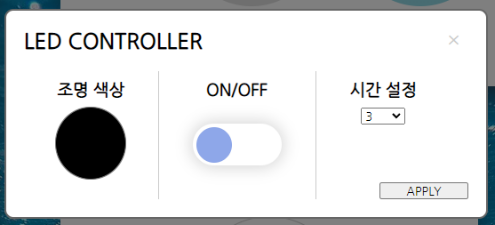 LED CONTROLLER
×
조명 색상
ON/OFF
시간 설정
3
APPLY